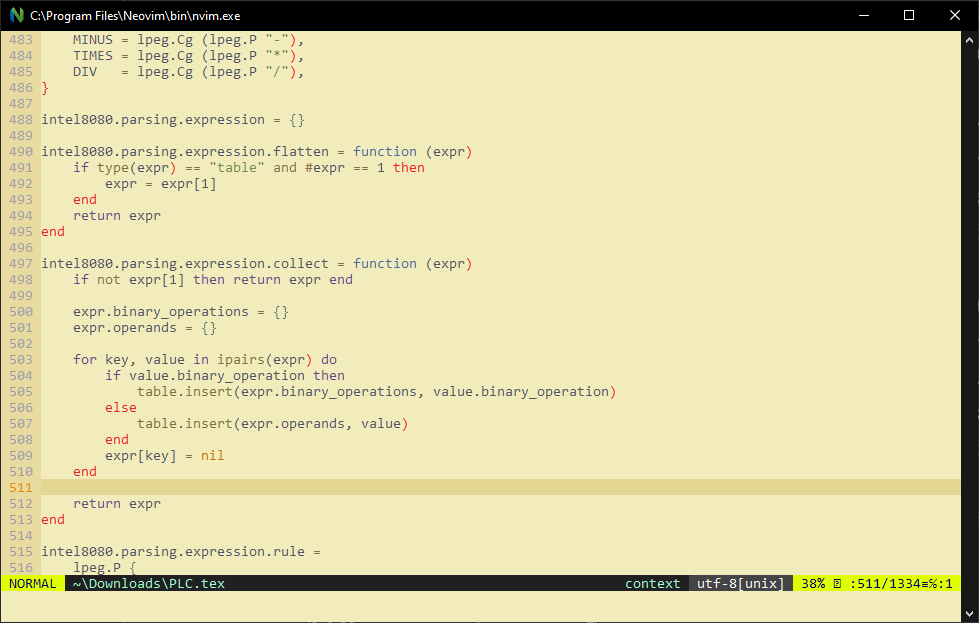 C:\Program Files\Neovim\bin\nvim.exe
483     MINUS = lpeg.Cg (lpeg.P "-"),
484     TIMES = lpeg.Cg (lpeg.P "*"),
485     DIV   = lpeg.Cg (lpeg.P "/"),
486 }
487
488 intel8080.parsing.expression = {}
489
490 intel8080.parsing.expression.flatten = function (expr)
491     if type(expr) == "table" and #expr == 1 then
492         expr = expr[1]
493     end
494     return expr
495 end
496
497 intel8080.parsing.expression.collect = function (expr)
498     if not expr[1] then return expr end
499
500     expr.binary_operations = {}
501     expr.operands = {}
502
503     for key, value in ipairs(expr) do
504         if value.binary_operation then
505             table.insert(expr.binary_operations, value.binary_operation)
506         else
507             table.insert(expr.operands, value)
508         end
509         expr[key] = nil
510     end
511
512     return expr
513 end
514
515 intel8080.parsing.expression.rule =
516     lpeg.P {
NORMAL ~\Downloads\PLC.tex context utf-8[unix] 38% :511/1334≡%:1